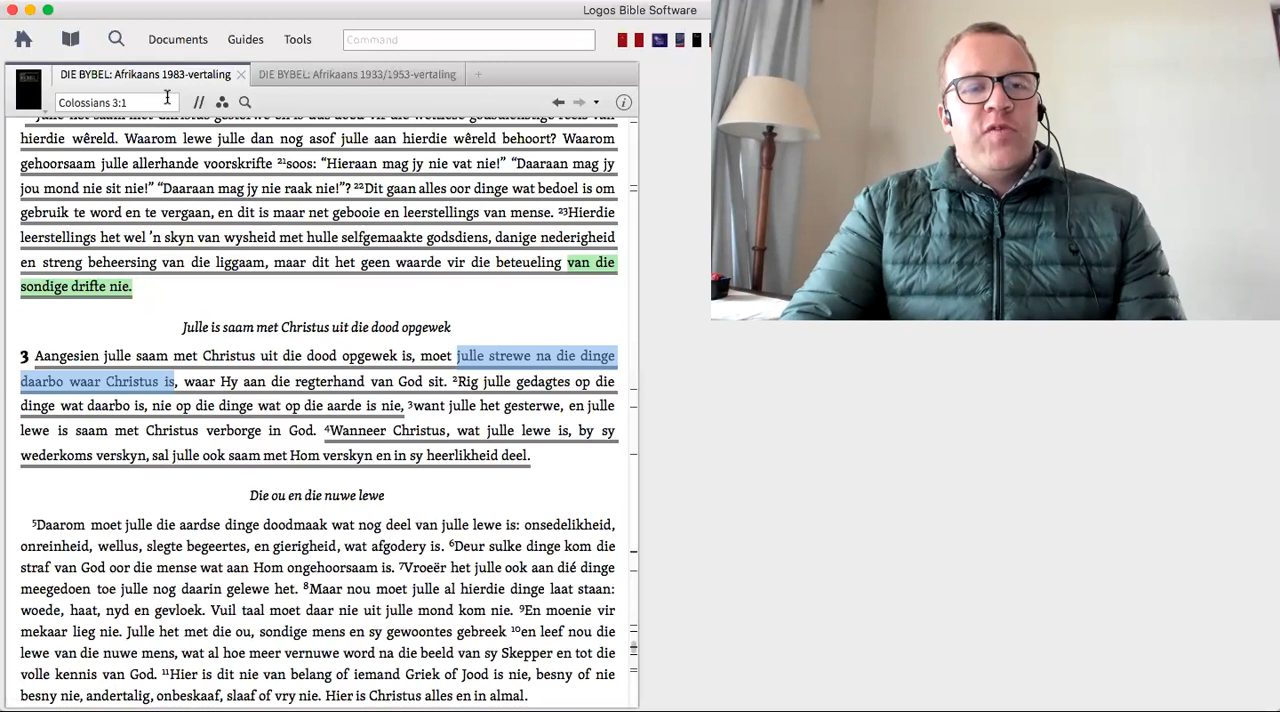 Logos Bible Software
Documents Guides Tools Command
DIE BYBEL: Afrikaans 1983-vertaling DIE BYBEL: Afrikaans 1933/1953-vertaling
Colossians 3:1
hierdie wêreld. Waarom lewe julle dan nog asof julle aan hierdie wêreld behoort? Waarom
gehoorsaam julle allerhande voorskrifte ²¹soos: “Hieraan mag jy nie vat nie!” “Daaraan mag jy
jou mond nie sit nie!” “Daaraan mag jy nie raak nie!”? ²²Dit gaan alles oor dinge wat bedoel is om
gebruik te word en te vergaan, en dit is maar net gebooie en leerstellings van mense. ²³Hierdie
leerstellings het wel ’n skyn van wysheid met hulle selfgemaakte godsdiens, danige nederigheid
en streng beheersing van die liggaam, maar dit het geen waarde vir die beteueling van die
sondige drifte nie.
Julle is saam met Christus uit die dood opgewek
3 Aangesien julle saam met Christus uit die dood opgewek is, moet julle strewe na die dinge
daarbo waar Christus is, waar Hy aan die regterhand van God sit. ²Rig julle gedagtes op die
dinge wat daarbo is, nie op die dinge wat op die aarde is nie, ³want julle het gesterwe, en julle
lewe is saam met Christus verborge in God. ⁴Wanneer Christus, wat julle lewe is, by sy
wederkoms verskyn, sal julle ook saam met Hom verskyn en in sy heerlikheid deel.
Die ou en die nuwe lewe
⁵Daarom moet julle die aardse dinge doodmaak wat nog deel van julle lewe is: onsedelikheid,
onreinheid, wellus, slegte begeertes, en gierigheid, wat afgodery is. ⁶Deur sulke dinge kom die
straf van God oor die mense wat aan Hom ongehoorsaam is. ⁷Vroeër het julle ook aan dié dinge
meegedoen toe julle nog daarin gelewe het. ⁸Maar nou moet julle al hierdie dinge laat staan:
woede, haat, nyd en gevloek. Vuil taal moet daar nie uit julle mond kom nie. ⁹En moenie vir
mekaar lieg nie. Julle het met die ou, sondige mens en sy gewoontes gebreek ¹⁰en leef nou die
lewe van die nuwe mens, wat al hoe meer vernuwe word na die beeld van sy Skepper en tot die
volle kennis van God. ¹¹Hier is dit nie van belang of iemand Griek of Jood is nie, besny of nie
besny nie, andertalig, onbeskaaf, slaaf of vry nie. Hier is Christus alles en in almal.